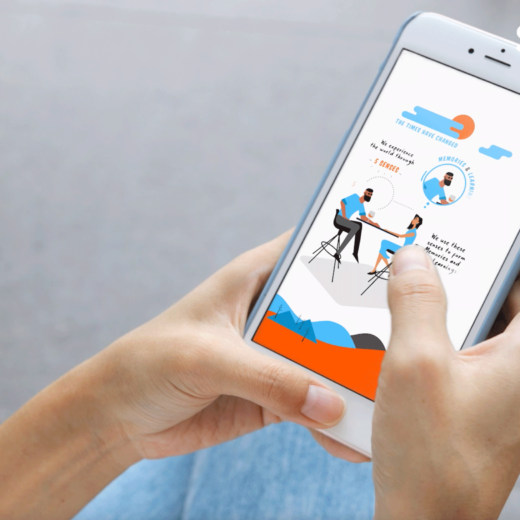 THE TIMES HAVE CHANGED
We experience
the world through
- 5 SENSES -
MEMORIES & LEARNING
We use these
senses to form
Memories and
Learning.